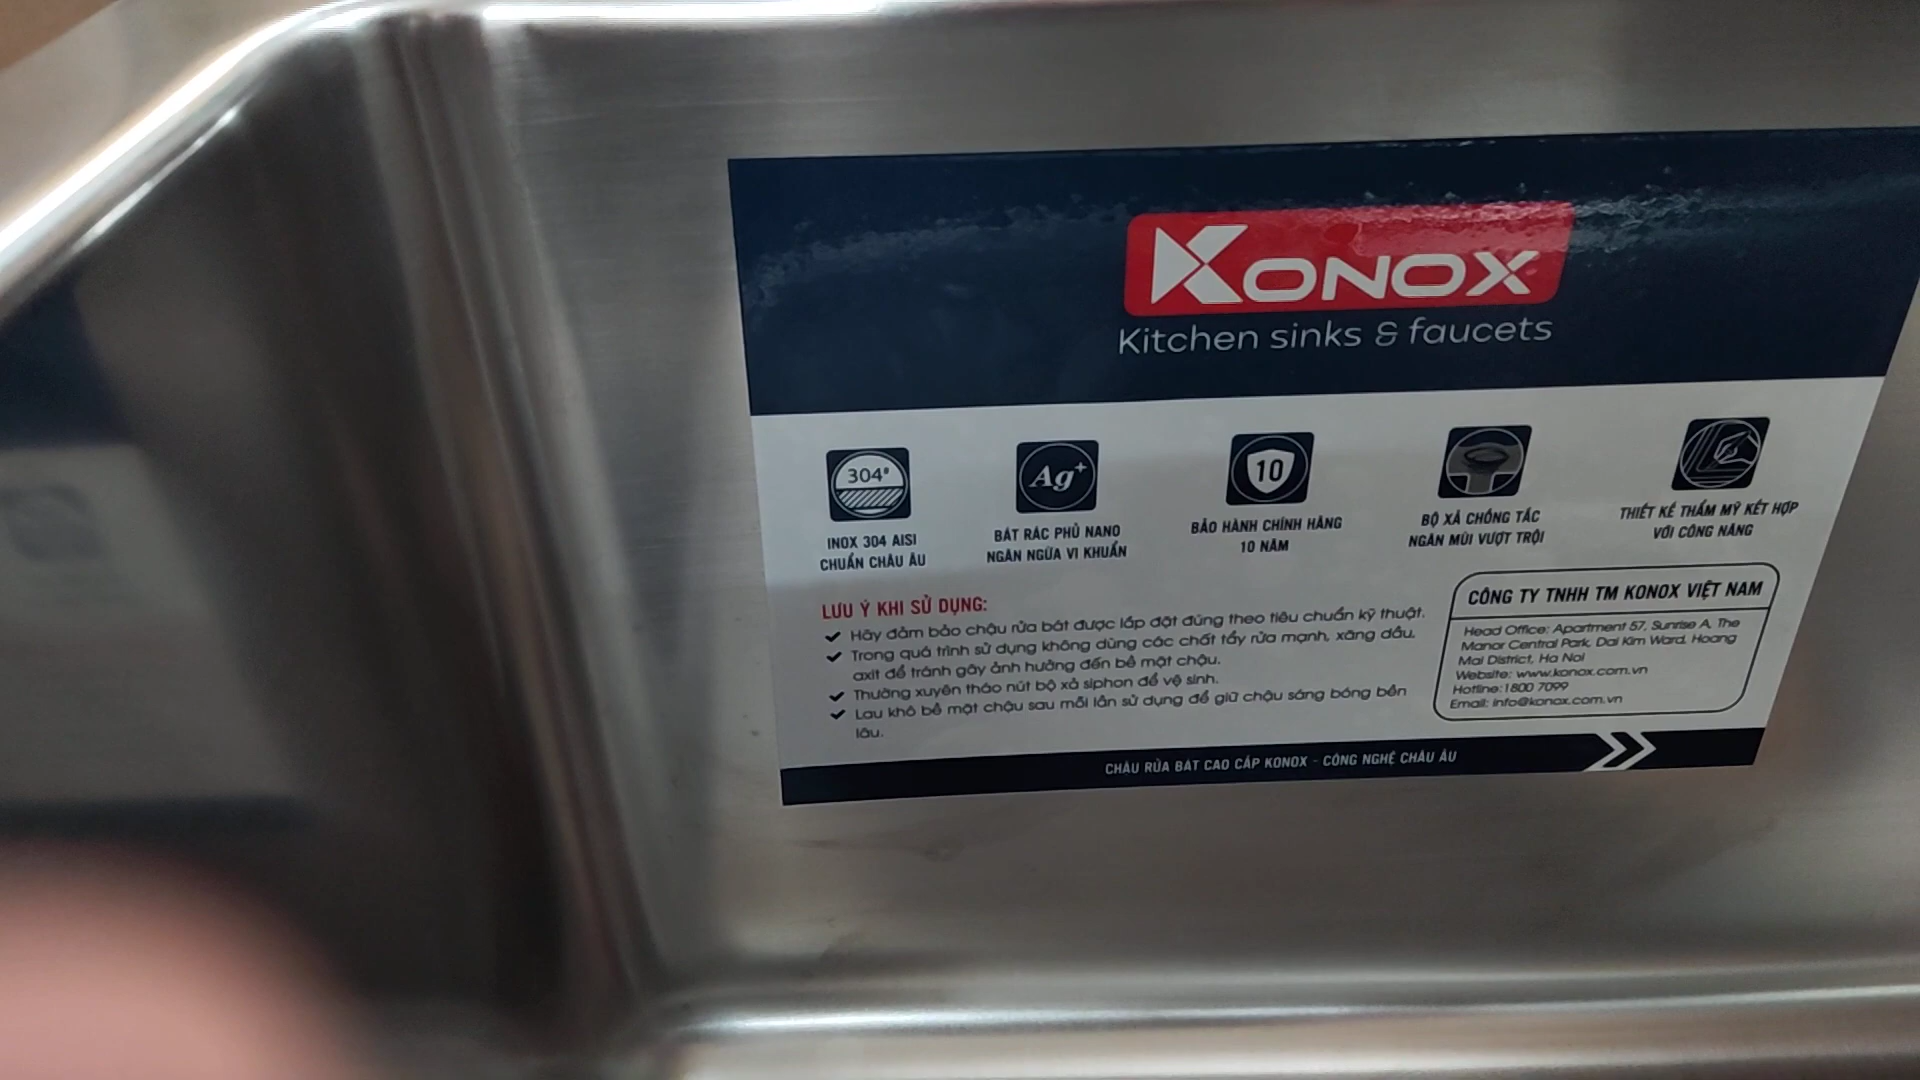 KONOX
Kitchen sinks & faucets
304#
Ag+
10
INOX 304 AISI
CHUẨN CHÂU ÂU
BÁT RÁC PHỦ NANO
NGĂN NGỪA VI KHUẨN
BẢO HÀNH CHÍNH HÃNG
10 NĂM
BỘ XẢ CHỐNG TẮC
NGĂN MÙI VƯỢT TRỘI
THIẾT KẾ THẨM MỸ KẾT HỢP
VỚI CÔNG NĂNG
LƯU Ý KHI SỬ DỤNG:
Hãy đảm bảo chậu rửa bát được lắp đặt đúng theo tiêu chuẩn kỹ thuật.
Trong quá trình sử dụng không dùng các chất tẩy rửa mạnh, xăng dầu,
axit để tránh gây ảnh hưởng đến bề mặt chậu.
Thường xuyên tháo nút bộ xả siphon để vệ sinh.
Lau khô bề mặt chậu sau mỗi lần sử dụng để giữ chậu sáng bóng bền
lâu.
CÔNG TY TNHH TM KONOX VIỆT NAM
Head Office: Apartment 57, Sunrise A, The
Manor Central Park, Dai Kim Ward, Hoang
Mai District, Ha Noi
Website: www.konox.com.vn
Hotline:1800 7099
Email: info@konox.com.vn
CHẬU RỬA BÁT CAO CẤP KONOX - CÔNG NGHỆ CHÂU ÂU